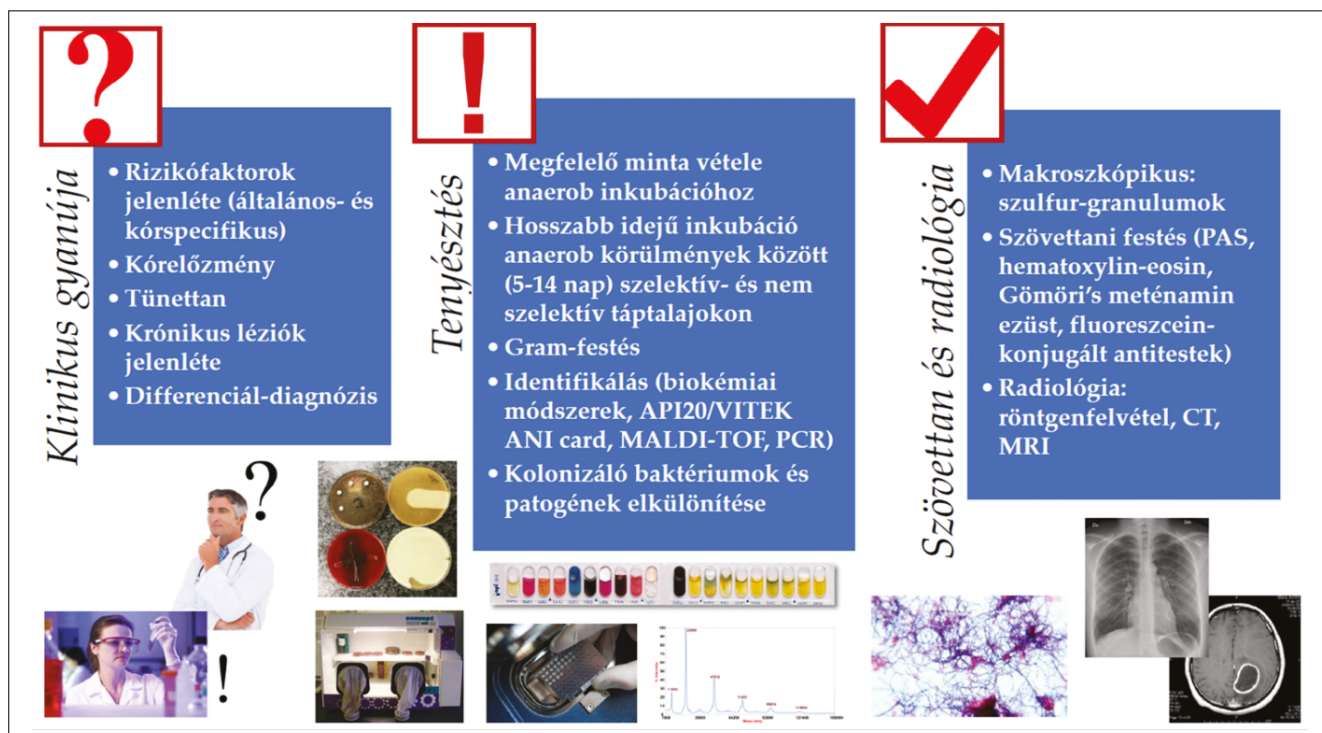 ?
Klinikus gyanúja
• Rizikófaktorok
jelenléte (általános- és
kórspecifikus)
• Kórelőzmény
• Tünettan
• Krónikus léziók
jelenléte
• Differenciál-diagnózis
!
Tenyésztés
• Megfelelő minta vétele
anaerob inkubációhoz
• Hosszabb idejű inkubáció
anaerob körülmények között
(5-14 nap) szelektív- és nem
szelektív táptalajokon
• Gram-festés
• Identifikálás (biokémiai
módszerek, API20/VITEK
ANI card, MALDI-TOF, PCR)
• Kolonizáló baktériumok és
patogének elkülönítése
Szövettan és radiológia
• Makroszkópikus:
szulfur-granulumok
• Szövettani festés (PAS,
hematoxylin-eosin,
Gömöri’s meténamin
ezüst, fluoreszcein-
konjugált antitestek)
• Radiológia:
röntgenfelvétel, CT,
MRI
?
!